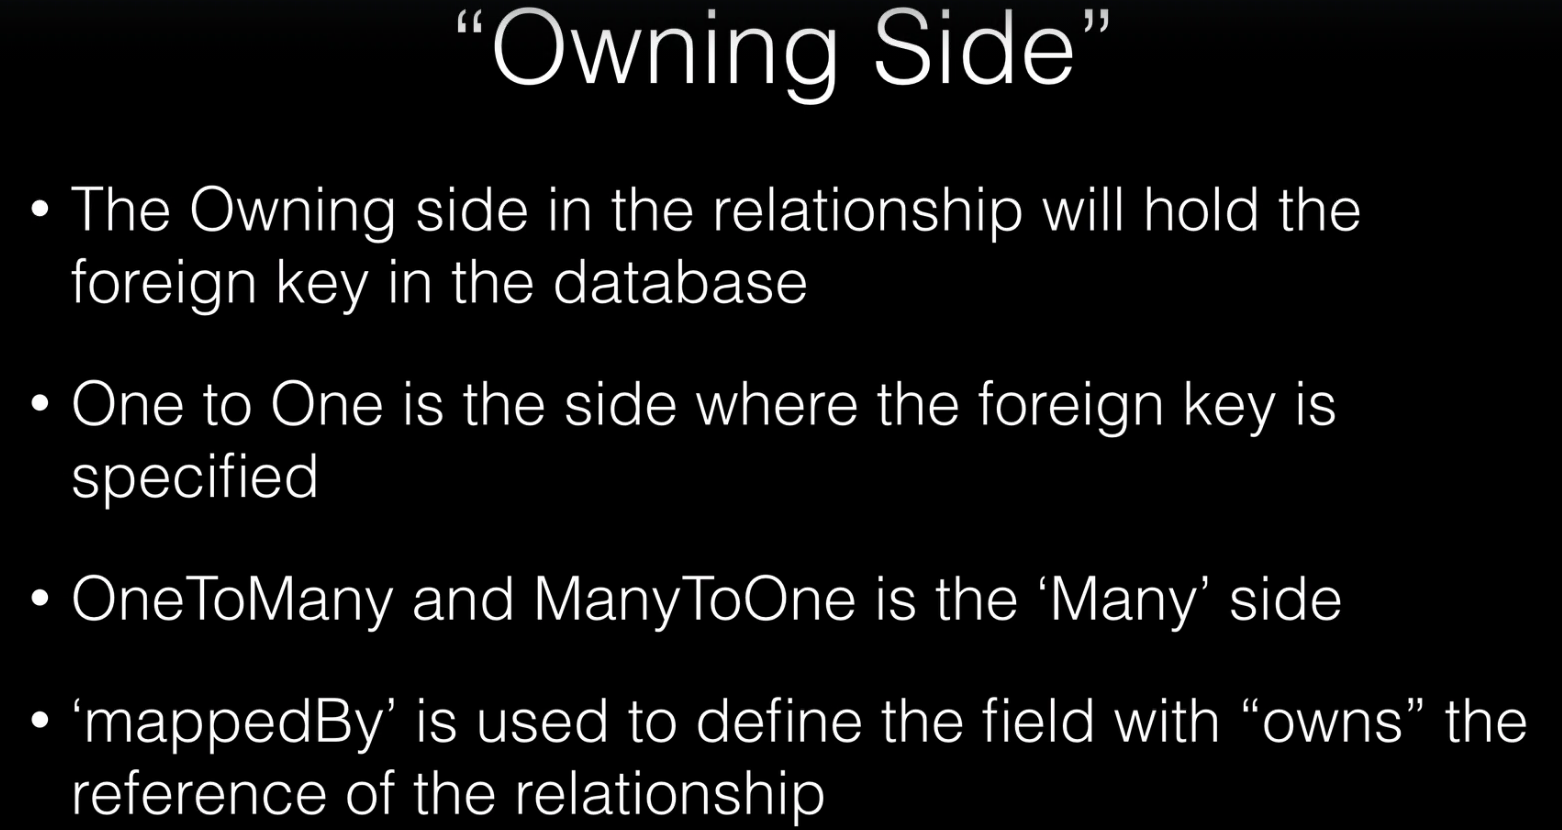 “Owning Side”
• The Owning side in the relationship will hold the
foreign key in the database
• One to One is the side where the foreign key is
specified
• OneToMany and ManyToOne is the ‘Many’ side
• ‘mappedBy’ is used to define the field with “owns” the
reference of the relationship